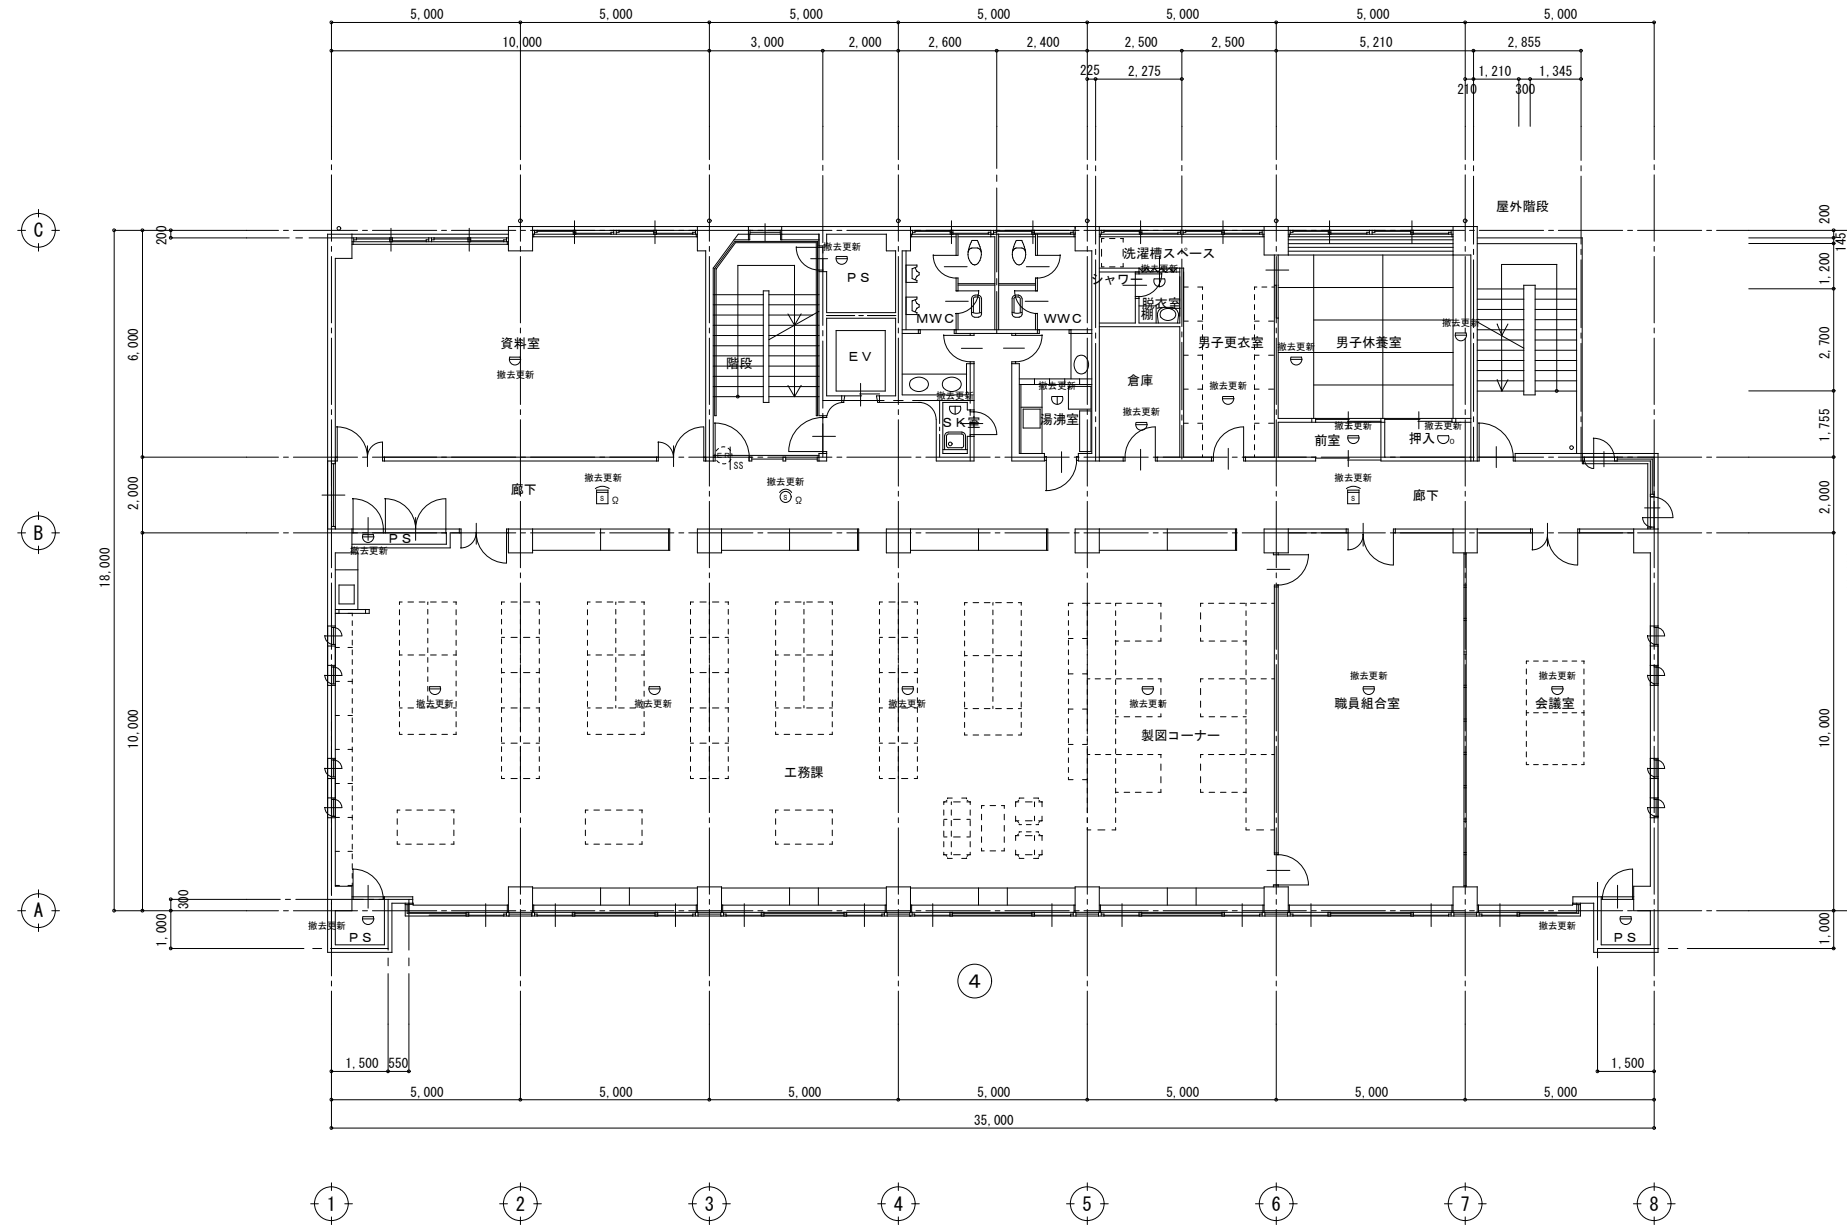 5,000 5,000 5,000 5,000 5,000 5,000 5,000
10,000 3,000 2,000 2,600 2,400 2,500 2,500 5,210 2,855
225 2,275 1,210 1,345
210 300
屋外階段
C
200
200
145
撤去更新
洗濯槽スペース
撤去更新
1,200
PS
シャワー
脱衣室
棚
MWC
WWC
撤去更新
6,000
資料室
撤去更新
EV
階段
男子更衣室
撤去更新
男子休養室
2,700
倉庫
撤去更新
撤去更新
撤去更新
撤去更新
SK室
湯沸室
撤去更新
撤去更新
前室
押入
1,755
SS
2,000
廊下
撤去更新
S Ω
撤去更新
S Ω
撤去更新
S
廊下
2,000
B
撤去更新
PS
18,000
撤去更新
撤去更新
撤去更新
撤去更新
撤去更新
職員組合室
撤去更新
会議室
10,000
製図コーナー
工務課
10,000
A
300
1,000
撤去更新
PS
撤去更新
PS
1,000
4
1,500 550 1,500
5,000 5,000 5,000 5,000 5,000 5,000 5,000
35,000
1 2 3 4 5 6 7 8